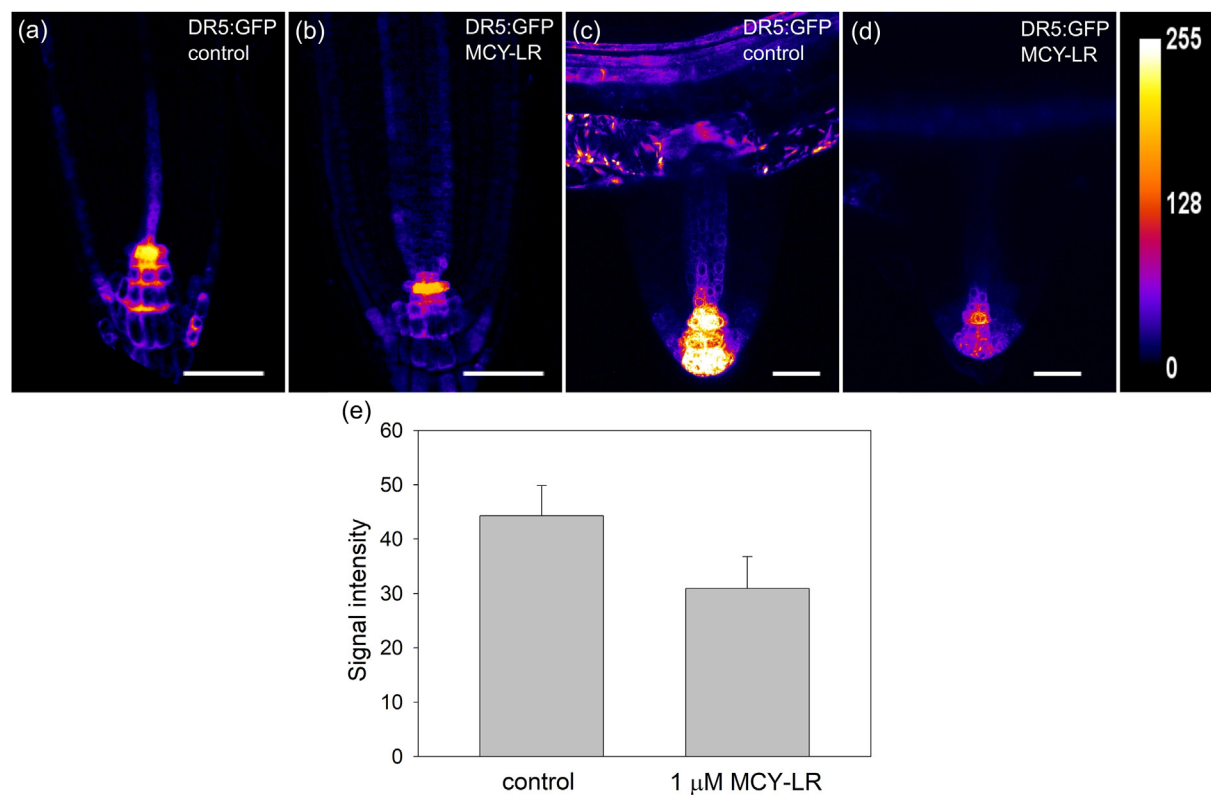 (a)
DR5:GFP
control
(b)
DR5:GFP
MCY-LR
(c)
DR5:GFP
control
(d)
DR5:GFP
MCY-LR
255
128
0
(e)
60
50
40
30
20
10
0
Signal intensity
control
1 μM MCY-LR